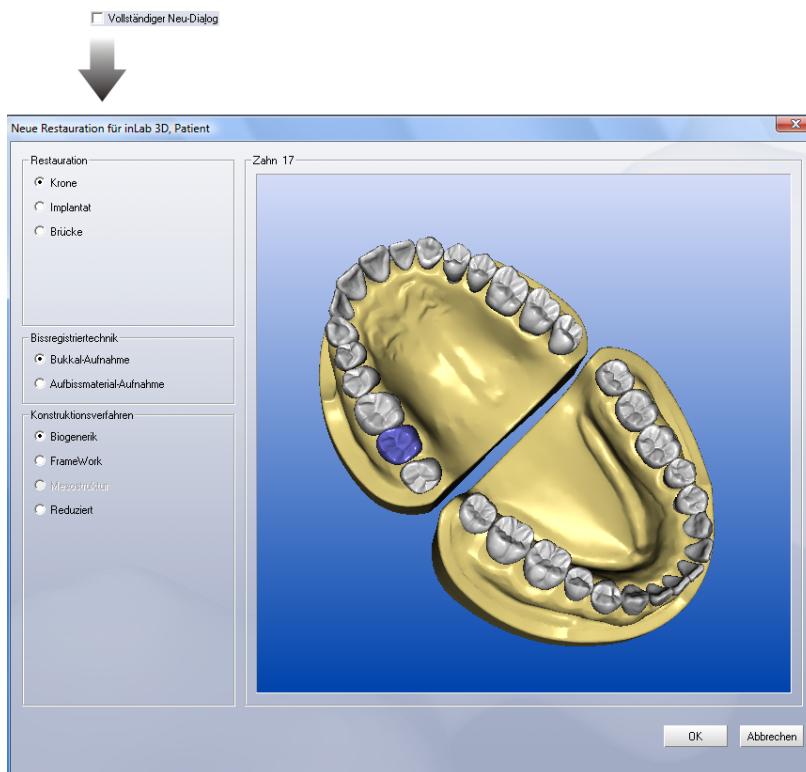 Vollständiger Neu-Dialog
Neue Restauration für inLab 3D, Patient
Restauration
Krone
Implantat
Brücke
Bissregistriertechnik
Bukkal-Aufnahme
Aufbissmaterial-Aufnahme
Konstruktionsverfahren
Biogenerik
FrameWork
Mesostruktur
Reduziert
Zahn 17
OK
Abbrechen